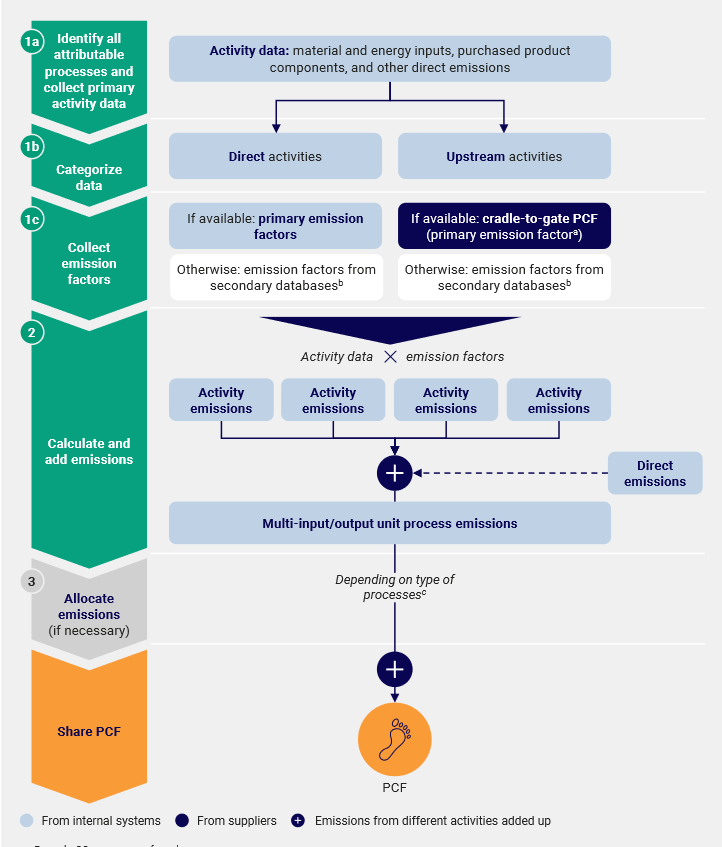 1a
Identify all
attributable
processes and
collect primary
activity data
Activity data: material and energy inputs, purchased product
components, and other direct emissions
1b
Categorize
data
Direct activities
Upstream activities
1c
Collect
emission
factors
If available: primary emission
factors
If available: cradle-to-gate PCF
(primary emission factorᵃ)
Otherwise: emission factors from
secondary databasesᵇ
Otherwise: emission factors from
secondary databasesᵇ
2
Calculate and
add emissions
Activity data × emission factors
Activity
emissions
Activity
emissions
Activity
emissions
Activity
emissions
+
Direct
emissions
Multi-input/output unit process emissions
3
Allocate
emissions
(if necessary)
Depending on type of
processesᶜ
+
Share PCF
PCF
From internal systems
From suppliers
+ Emissions from different activities added up